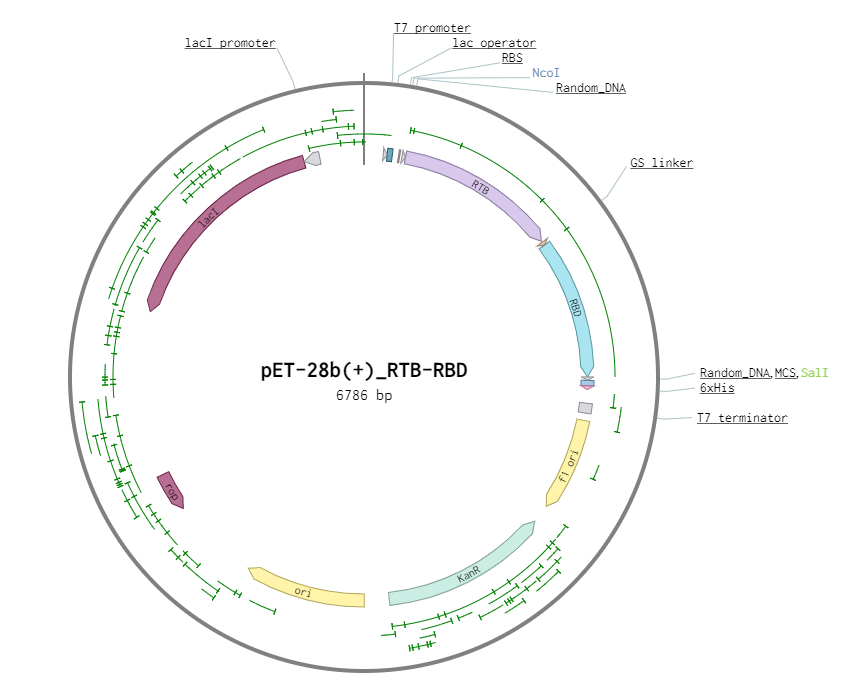 T7 promoter
lacI promoter
lac operator
RBS
NcoI
Random_DNA
GS linker
RTB
lacI
RBD
pET-28b(+)_RTB-RBD
6786 bp
Random_DNA, MCS, SalI
6xHis
T7 terminator
f1 ori
rop
KanR
ori